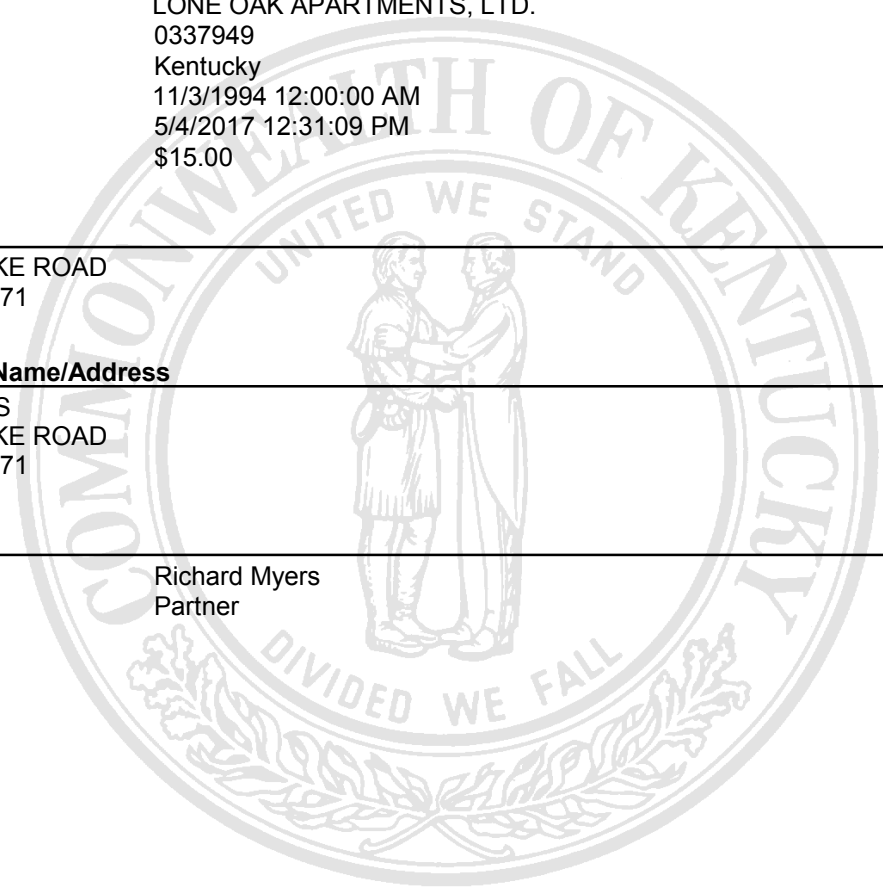 LONE OAK APARTMENTS, LTD.
0337949
Kentucky
11/3/1994 12:00:00 AM
5/4/2017 12:31:09 PM
$15.00
COMMONWEALTH OF KENTUCKY
UNITED WE STAND
KE ROAD
71
Name/Address
S
KE ROAD
71
Richard Myers
Partner
DIVIDED WE FALL